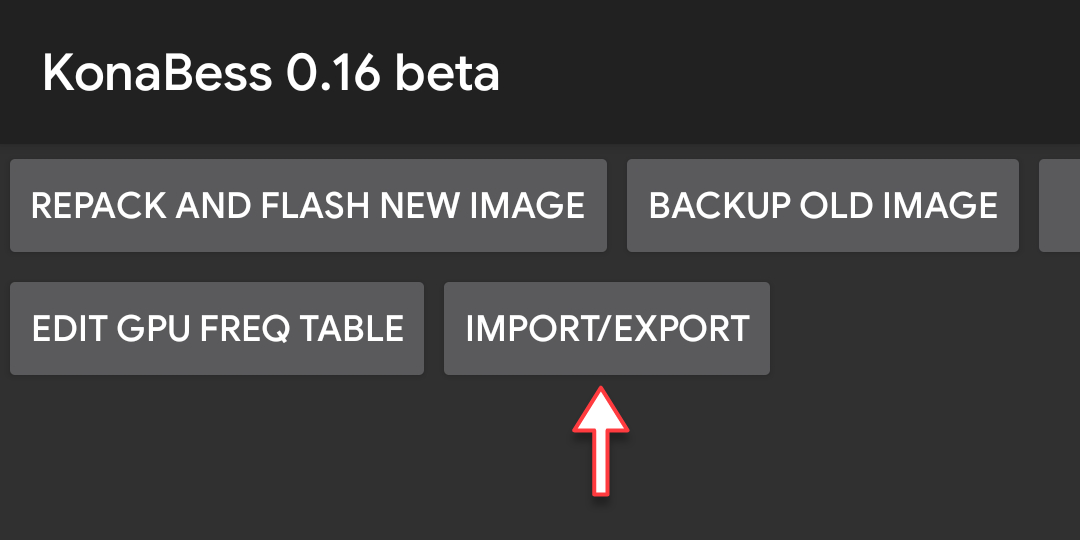 KonaBess 0.16 beta
REPACK AND FLASH NEW IMAGE BACKUP OLD IMAGE
EDIT GPU FREQ TABLE IMPORT/EXPORT